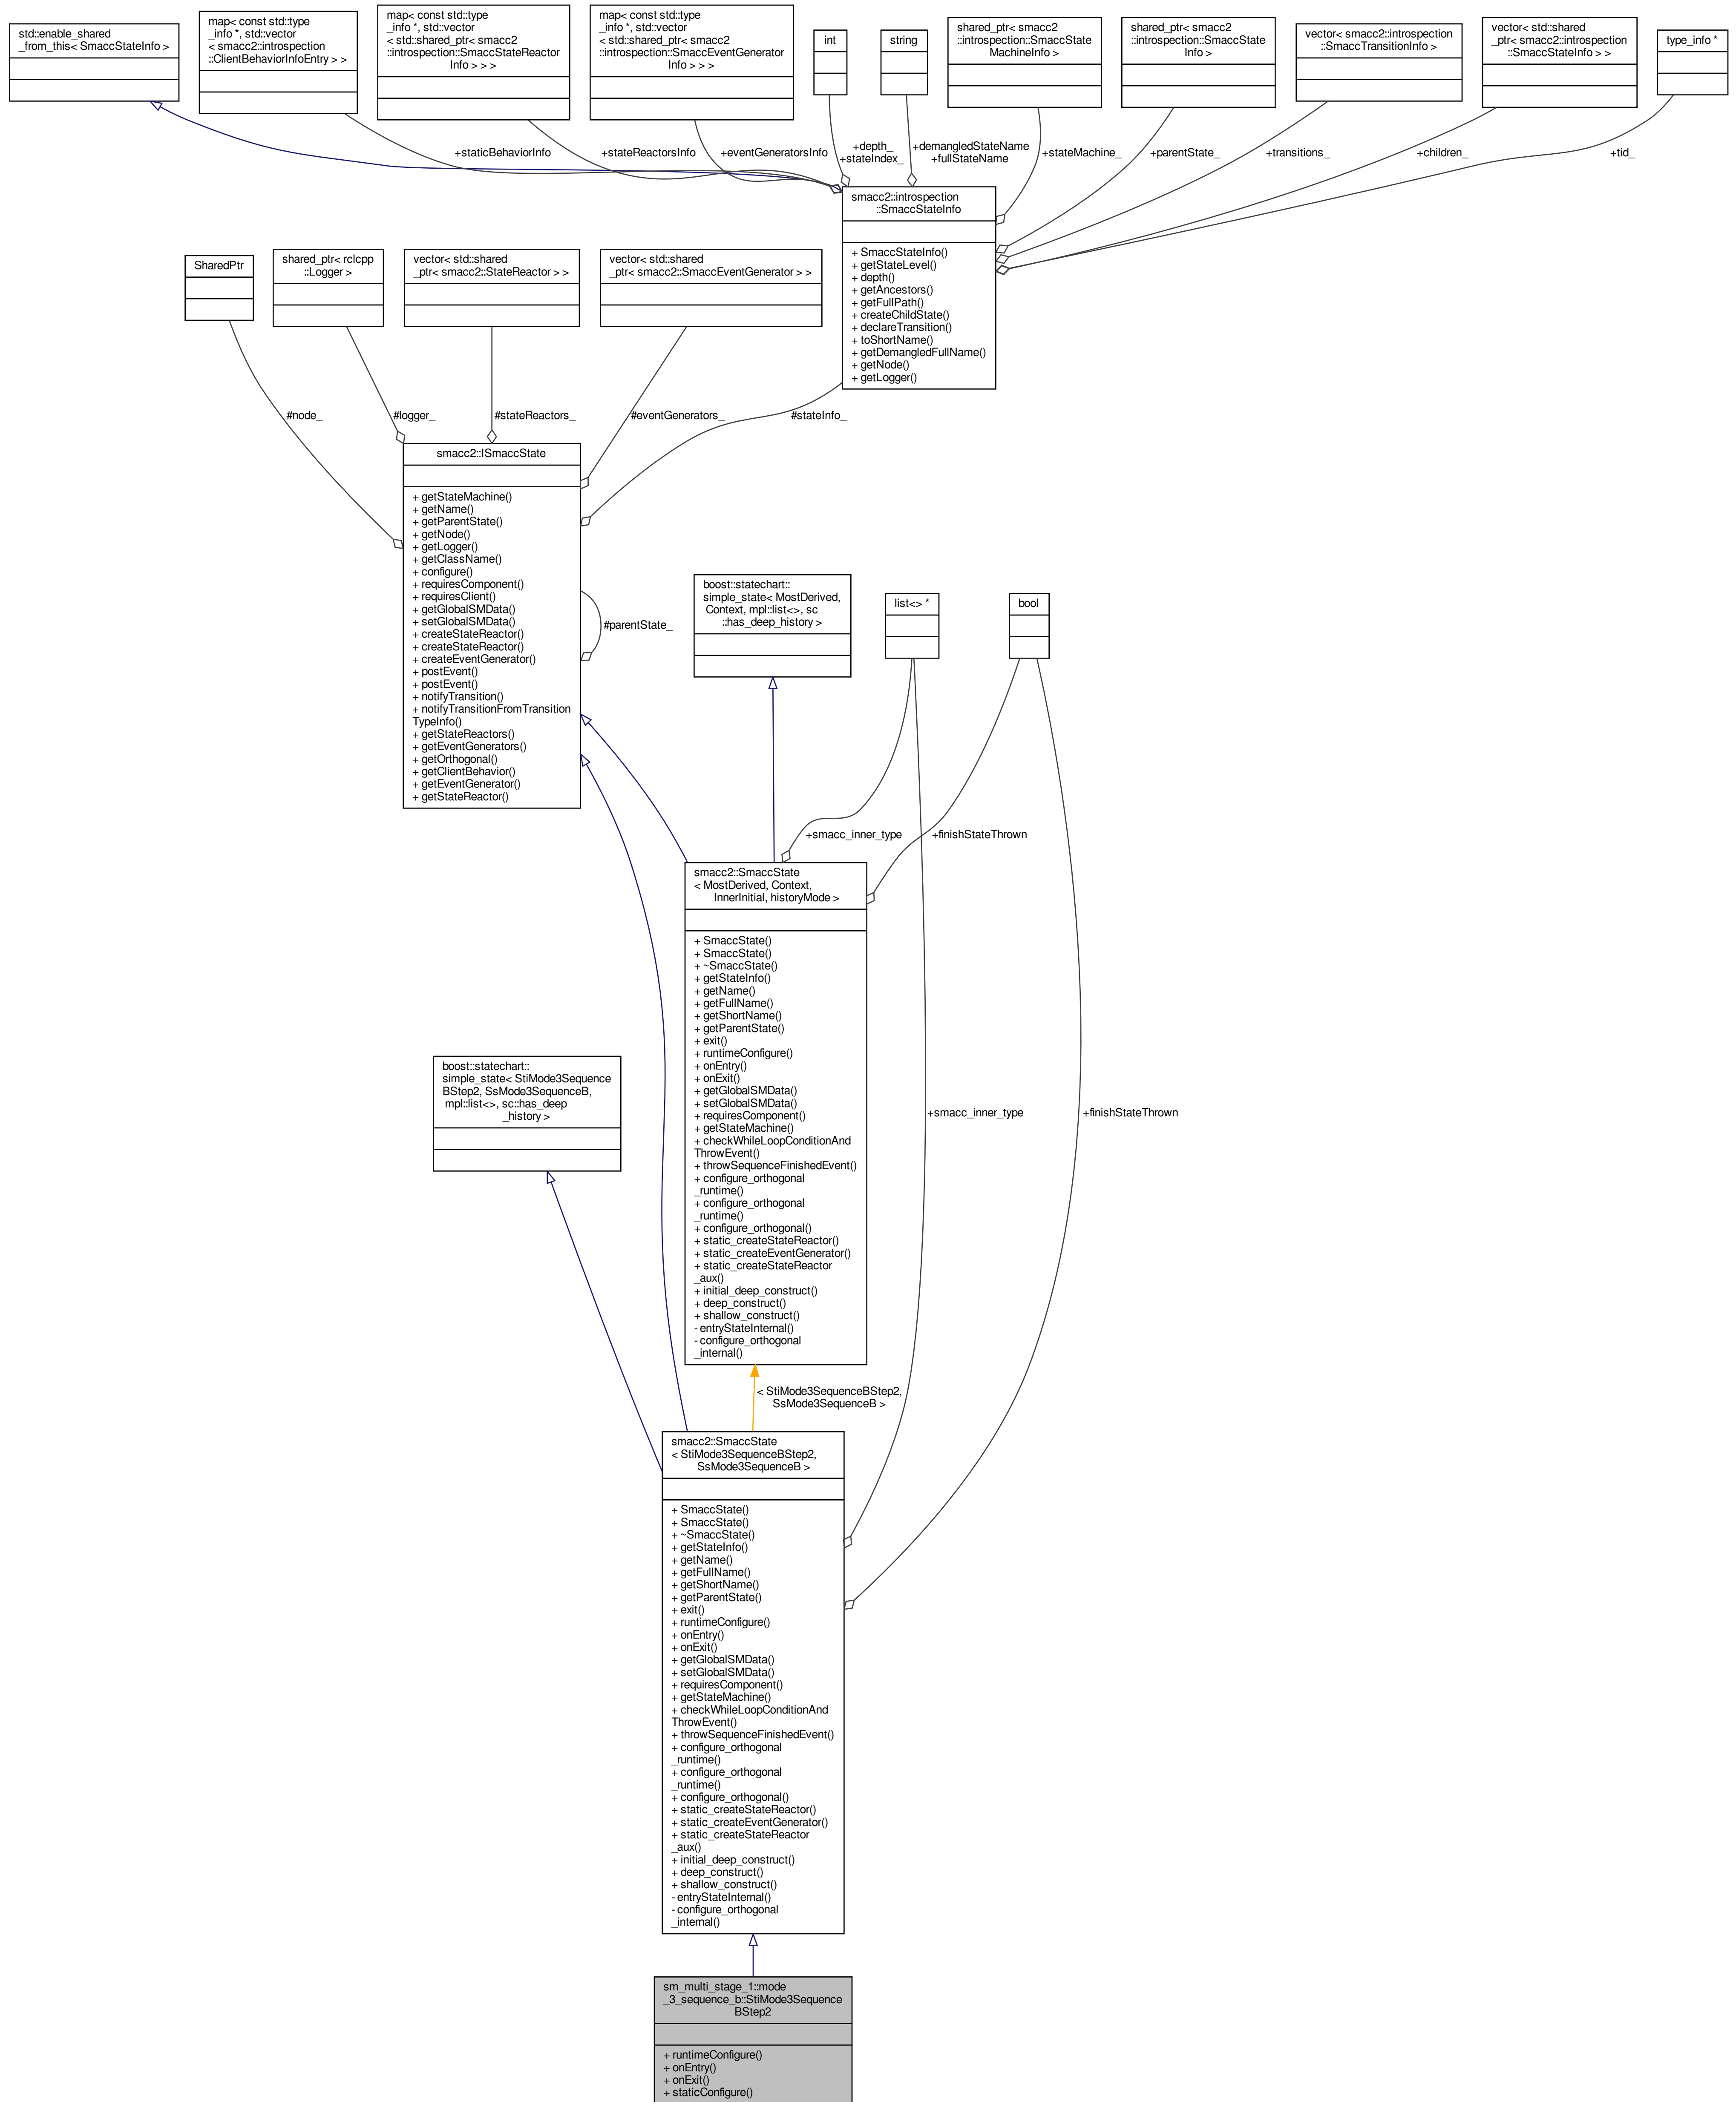 std::enable_shared
_from_this< SmaccStateInfo >
map< const std::type
_info *, std::vector
< smacc2::introspection
::ClientBehaviorInfoEntry > >
map< const std::type
_info *, std::vector
< std::shared_ptr< smacc2
::introspection::SmaccStateReactor
Info > > >
map< const std::type
_info *, std::vector
< std::shared_ptr< smacc2
::introspection::SmaccEventGenerator
Info > > >
int
string
shared_ptr< smacc2
::introspection::SmaccState
MachineInfo >
shared_ptr< smacc2
::introspection::SmaccState
Info >
vector< smacc2::introspection
::SmaccTransitionInfo >
vector< std::shared
_ptr< smacc2::introspection
::SmaccStateInfo > >
type_info *
+staticBehaviorInfo
+stateReactorsInfo
+eventGeneratorsInfo
+depth_
+stateIndex_
+demangledStateName
+fullStateName
+stateMachine_
+parentState_
+transitions_
+children_
+tid_
smacc2::introspection
::SmaccStateInfo
+ SmaccStateInfo()
+ getStateLevel()
+ depth()
+ getAncestors()
+ getFullPath()
+ createChildState()
+ declareTransition()
+ toShortName()
+ getDemangledFullName()
+ getNode()
+ getLogger()
SharedPtr
shared_ptr< rclcpp
::Logger >
vector< std::shared
_ptr< smacc2::StateReactor > >
vector< std::shared
_ptr< smacc2::SmaccEventGenerator > >
#node_
#logger_
#stateReactors_
#eventGenerators_
#stateInfo_
smacc2::ISmaccState
+ getStateMachine()
+ getName()
+ getParentState()
+ getNode()
+ getLogger()
+ getClassName()
+ configure()
+ requiresComponent()
+ requiresClient()
+ getGlobalSMData()
+ setGlobalSMData()
+ createStateReactor()
+ createStateReactor()
+ createEventGenerator()
+ postEvent()
+ postEvent()
+ notifyTransition()
+ notifyTransitionFromTransition
TypeInfo()
+ getStateReactors()
+ getEventGenerators()
+ getOrthogonal()
+ getClientBehavior()
+ getEventGenerator()
+ getStateReactor()
#parentState_
boost::statechart::
simple_state< MostDerived,
Context, mpl::list<>, sc
::has_deep_history >
list<> *
bool
+smacc_inner_type
+finishStateThrown
smacc2::SmaccState
< MostDerived, Context,
InnerInitial, historyMode >
+ SmaccState()
+ SmaccState()
+ ~SmaccState()
+ getStateInfo()
+ getName()
+ getFullName()
+ getShortName()
+ getParentState()
+ exit()
+ runtimeConfigure()
+ onEntry()
+ onExit()
+ getGlobalSMData()
+ setGlobalSMData()
+ requiresComponent()
+ getStateMachine()
+ checkWhileLoopConditionAnd
ThrowEvent()
+ throwSequenceFinishedEvent()
+ configure_orthogonal
_runtime()
+ configure_orthogonal
_runtime()
+ configure_orthogonal()
+ static_createStateReactor()
+ static_createEventGenerator()
+ static_createStateReactor
_aux()
+ initial_deep_construct()
+ deep_construct()
+ shallow_construct()
- entryStateInternal()
- configure_orthogonal
_internal()
boost::statechart::
simple_state< StiMode3Sequence
BStep2, SsMode3SequenceB,
mpl::list<>, sc::has_deep
_history >
+smacc_inner_type
+finishStateThrown
< StiMode3SequenceBStep2,
SsMode3SequenceB >
smacc2::SmaccState
< StiMode3SequenceBStep2,
SsMode3SequenceB >
+ SmaccState()
+ SmaccState()
+ ~SmaccState()
+ getStateInfo()
+ getName()
+ getFullName()
+ getShortName()
+ getParentState()
+ exit()
+ runtimeConfigure()
+ onEntry()
+ onExit()
+ getGlobalSMData()
+ setGlobalSMData()
+ requiresComponent()
+ getStateMachine()
+ checkWhileLoopConditionAnd
ThrowEvent()
+ throwSequenceFinishedEvent()
+ configure_orthogonal
_runtime()
+ configure_orthogonal
_runtime()
+ configure_orthogonal()
+ static_createStateReactor()
+ static_createEventGenerator()
+ static_createStateReactor
_aux()
+ initial_deep_construct()
+ deep_construct()
+ shallow_construct()
- entryStateInternal()
- configure_orthogonal
_internal()
sm_multi_stage_1::mode
_3_sequence_b::StiMode3Sequence
BStep2
+ runtimeConfigure()
+ onEntry()
+ onExit()
+ staticConfigure()